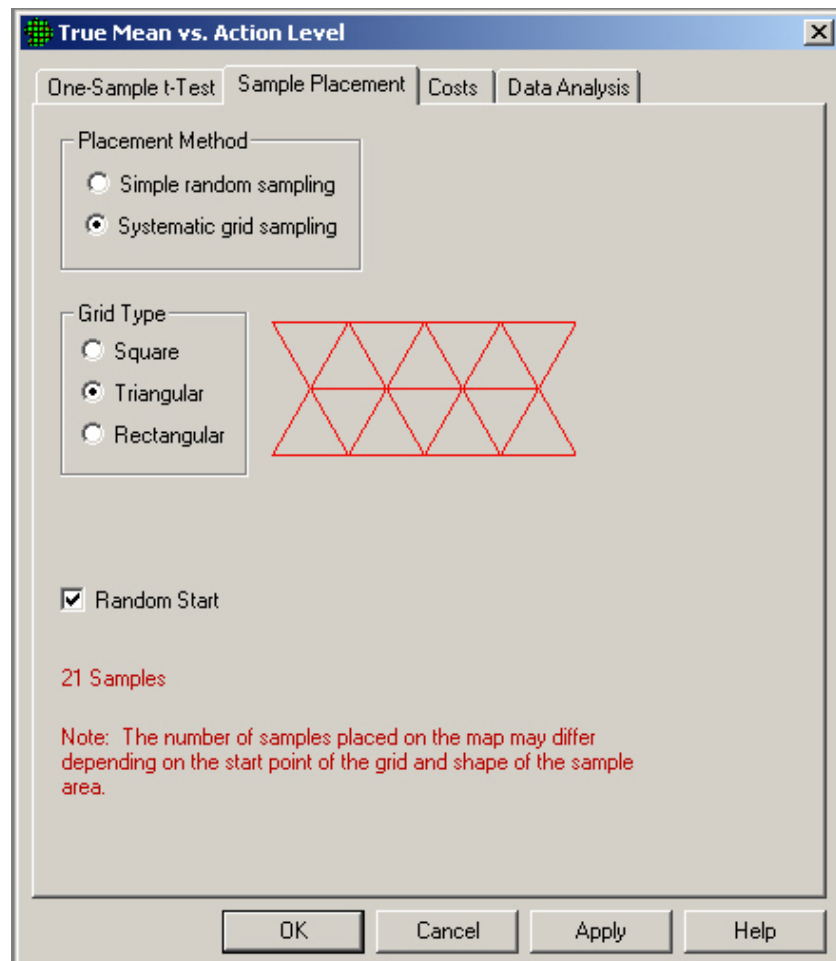 True Mean vs. Action Level
One-Sample t-Test
Sample Placement
Costs
Data Analysis
Placement Method
Simple random sampling
Systematic grid sampling
Grid Type
Square
Triangular
Rectangular
Random Start
21 Samples
Note:  The number of samples placed on the map may differ
depending on the start point of the grid and shape of the sample
area.
OK
Cancel
Apply
Help